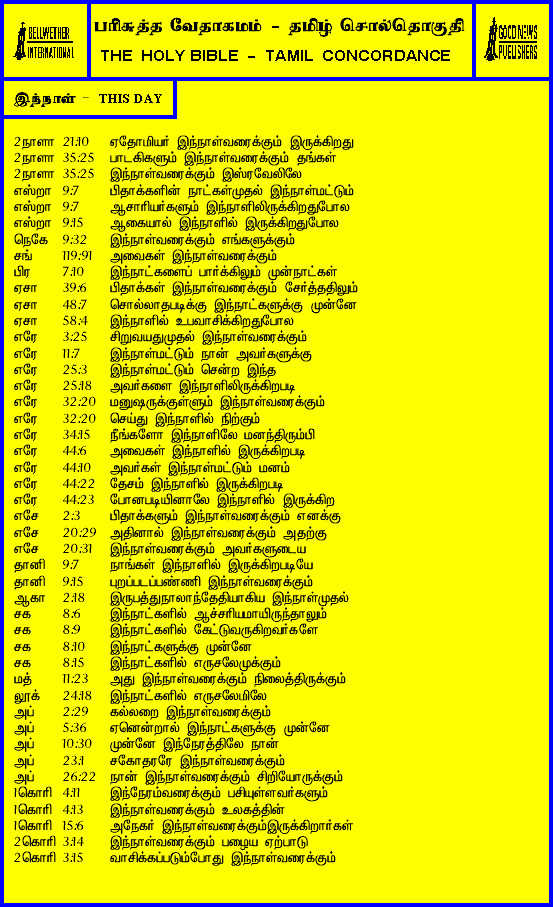 BELLWETHER
INTERNATIONAL
பரிசுத்த வேதாகமம் - தமிழ் சொல்தொகுதி
THE HOLY BIBLE - TAMIL CONCORDANCE
GOOD NEWS
PUBLISHERS
இந்நாள் - THIS DAY
2நாளா 21:10 ஏதோமியர் இந்நாள்வரைக்கும் இருக்கிறது
2நாளா 35:25 பாடகிகளும் இந்நாள்வரைக்கும் தங்கள்
2நாளா 35:25 இந்நாள்வரைக்கும் இஸ்ரவேலிலே
எஸ்றா 9:7 பிதாக்களின் நாட்கள்முதல் இந்நாள்மட்டும்
எஸ்றா 9:7 ஆசாரியர்களும் இந்நாளிலிருக்கிறதுபோல
எஸ்றா 9:15 ஆகையால் இந்நாளில் இருக்கிறதுபோல
நெகே 9:32 இந்நாள்வரைக்கும் எங்களுக்கும்
சங் 119:91 அவைகள் இந்நாள்வரைக்கும்
பிர 7:10 இந்நாட்களைப் பார்க்கிலும் முன்நாட்கள்
ஏசா 39:6 பிதாக்கள் இந்நாள்வரைக்கும் சேர்த்ததிலும்
ஏசா 48:7 சொல்லாதபடிக்கு இந்நாட்களுக்கு முன்னே
ஏசா 58:4 இந்நாளில் உபவாசிக்கிறதுபோல
எரே 3:25 சிறுவயதுமுதல் இந்நாள்வரைக்கும்
எரே 11:7 இந்நாள்மட்டும் நான் அவர்களுக்கு
எரே 25:3 இந்நாள்மட்டும் சென்ற இந்த
எரே 25:18 அவர்களை இந்நாளிலிருக்கிறபடி
எரே 32:20 மனுஷருக்குள்ளும் இந்நாள்வரைக்கும்
எரே 32:20 செய்து இந்நாளில் நிற்கும்
எரே 34:15 நீங்களோ இந்நாளிலே மனந்திரும்பி
எரே 44:6 அவைகள் இந்நாளில் இருக்கிறபடி
எரே 44:10 அவர்கள் இந்நாள்மட்டும் மனம்
எரே 44:22 தேசம் இந்நாளில் இருக்கிறபடி
எரே 44:23 போனபடியினாலே இந்நாளில் இருக்கிற
எசே 2:3 பிதாக்களும் இந்நாள்வரைக்கும் எனக்கு
எசே 20:29 அதினால் இந்நாள்வரைக்கும் அதற்கு
எசே 20:31 இந்நாள்வரைக்கும் அவர்களுடைய
தானி 9:7 நாங்கள் இந்நாளில் இருக்கிறபடியே
தானி 9:15 புறப்படப்பண்ணி இந்நாள்வரைக்கும்
ஆகா 2:18 இருபத்துநாலாந்தேதியாகிய இந்நாள்முதல்
சக 8:6 இந்நாட்களில் ஆச்சரியமாயிருந்தாலும்
சக 8:9 இந்நாட்களில் கேட்டுவருகிறவர்களே
சக 8:10 இந்நாட்களுக்கு முன்னே
சக 8:15 இந்நாட்களில் எருசலேமுக்கும்
மத் 11:23 அது இந்நாள்வரைக்கும் நிலைத்திருக்கும்
லூக் 24:18 இந்நாட்களில் எருசலேமிலே
அப் 2:29 கல்லறை இந்நாள்வரைக்கும்
அப் 5:36 ஏனென்றால் இந்நாட்களுக்கு முன்னே
அப் 10:30 முன்னே இந்நேரத்திலே நான்
அப் 23:1 சகோதரரே இந்நாள்வரைக்கும்
அப் 26:22 நான் இந்நாள்வரைக்கும் சிறியோருக்கும்
1கொரி 4:11 இந்நேரம்வரைக்கும் பசியுள்ளவர்களும்
1கொரி 4:13 இந்நாள்வரைக்கும் உலகத்தின்
1கொரி 15:6 அநேகர் இந்நாள்வரைக்கும்இருக்கிறார்கள்
2கொரி 3:14 இந்நாள்வரைக்கும் பழைய ஏற்பாடு
2கொரி 3:15 வாசிக்கப்படும்போது இந்நாள்வரைக்கும்